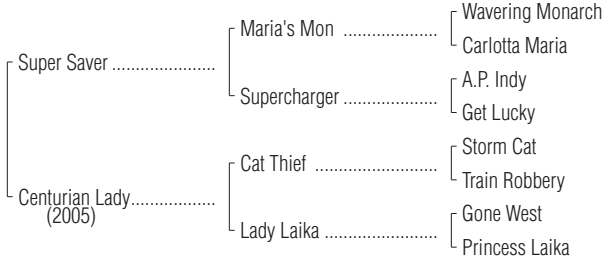 Wavering Monarch
Maria's Mon ...................
Carlotta Maria
Super Saver .....................
A.P. Indy
Supercharger ...................
Get Lucky
Storm Cat
Cat Thief .........................
Train Robbery
Centurian Lady.................
(2005)
Gone West
Lady Laika .......................
Princess Laika